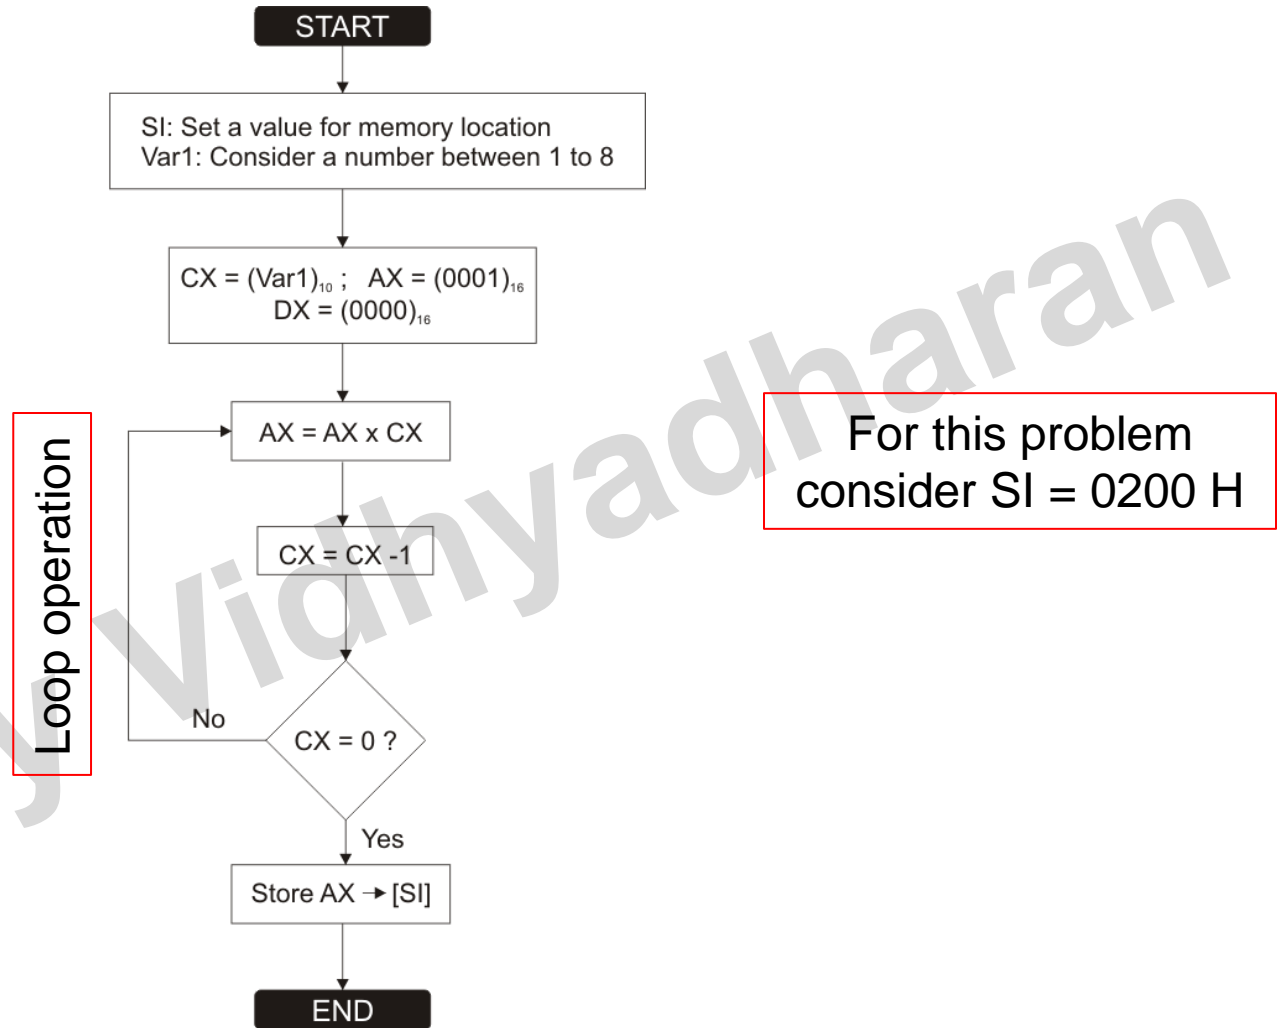 START
SI: Set a value for memory location
Var1: Consider a number between 1 to 8
CX = (Var1)₁₀ ; AX = (0001)₁₆
DX = (0000)₁₆
AX = AX x CX
CX = CX -1
CX = 0 ?
No
Yes
Store AX → [SI]
END
Loop operation
For this problem
consider SI = 0200 H
y Vidhyadharan